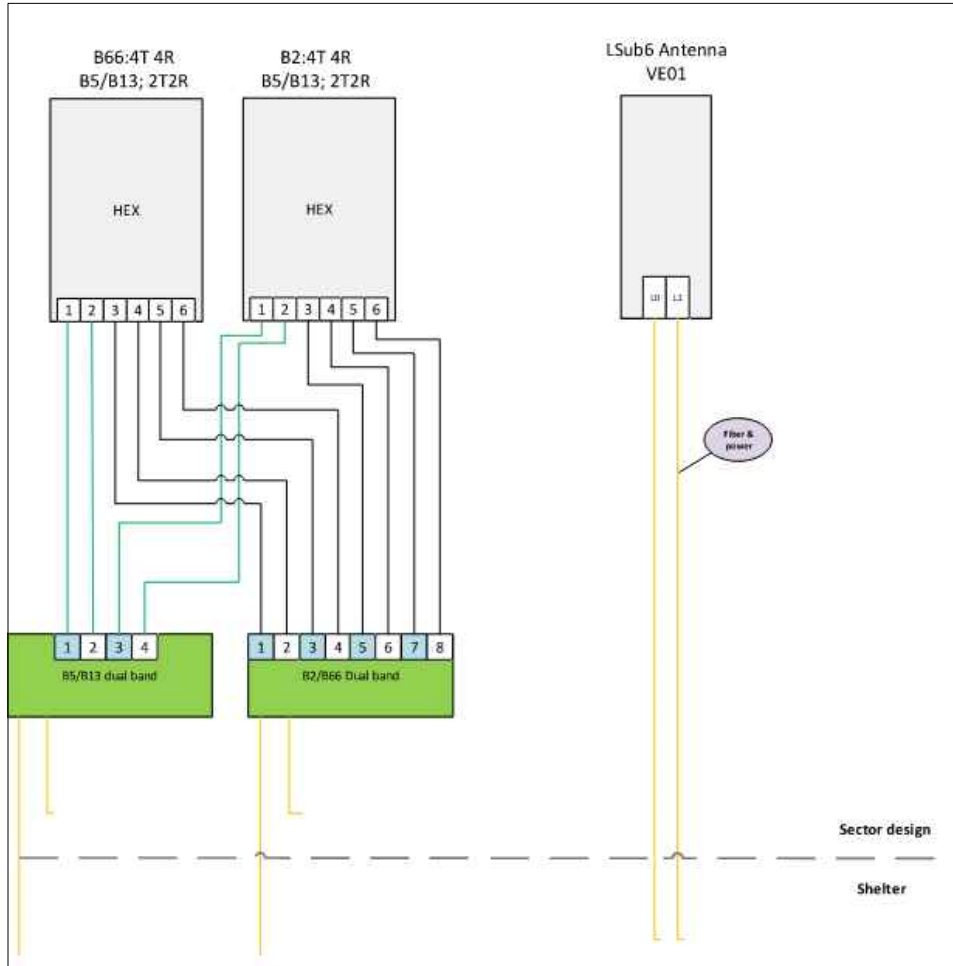 B66:4T 4R
B5/B13; 2T2R
B2:4T 4R
B5/B13; 2T2R
LSub6 Antenna
VE01
HEX
HEX
1 2 3 4 5 6
1 2 3 4 5 6
L0 L1
Fiber &
power
1 2 3 4
B5/B13 dual band
1 2 3 4 5 6 7 8
B2/B66 Dual band
Sector design
Shelter